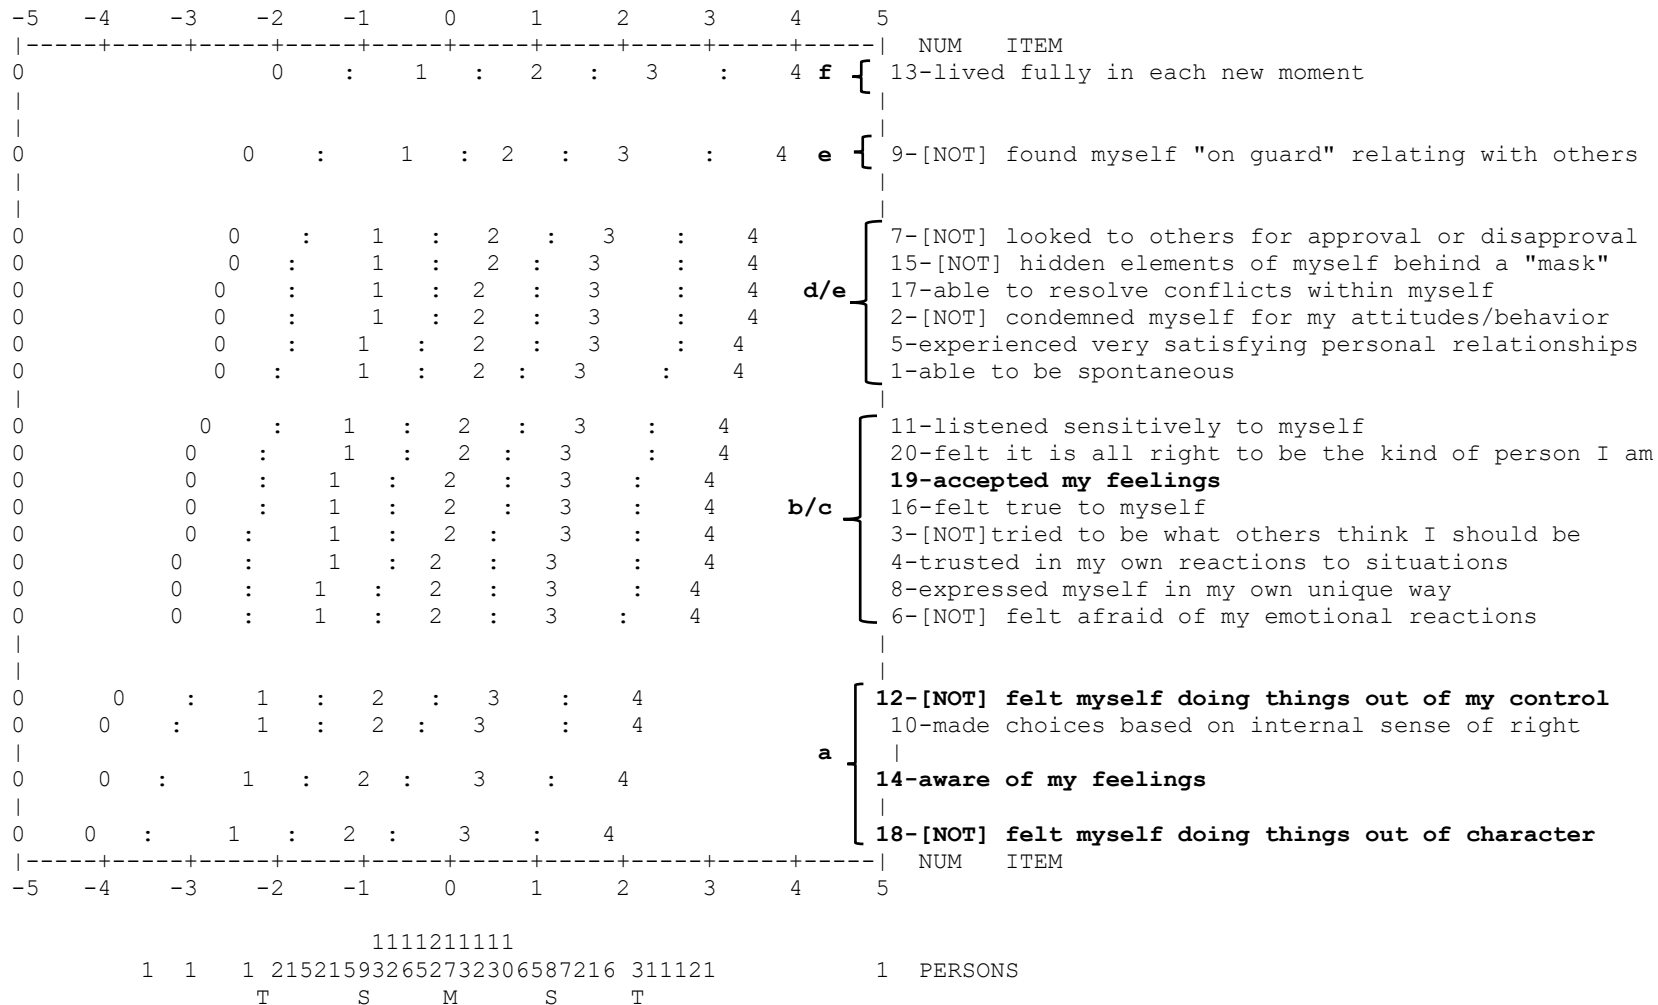 -5 -4 -3 -2 -1 0 1 2 3 4 5
|-----+-----+-----+-----+-----+-----+-----+-----+-----+-----| NUM ITEM
0 0 : 1 : 2 : 3 : 4 f 13-lived fully in each new moment
| |
| |
0 0 : 1 : 2 : 3 : 4 e 9-[NOT] found myself "on guard" relating with others
| |
| |
0 0 : 1 : 2 : 3 : 4 7-[NOT] looked to others for approval or disapproval
0 0 : 1 : 2 : 3 : 4 15-[NOT] hidden elements of myself behind a "mask"
0 0 : 1 : 2 : 3 : 4 d/e 17-able to resolve conflicts within myself
0 0 : 1 : 2 : 3 : 4 2-[NOT] condemned myself for my attitudes/behavior
0 0 : 1 : 2 : 3 : 4 5-experienced very satisfying personal relationships
0 0 : 1 : 2 : 3 : 4 1-able to be spontaneous
| |
0 0 : 1 : 2 : 3 : 4 11-listened sensitively to myself
0 0 : 1 : 2 : 3 : 4 20-felt it is all right to be the kind of person I am
0 0 : 1 : 2 : 3 : 4 19-accepted my feelings
0 0 : 1 : 2 : 3 : 4 b/c 16-felt true to myself
0 0 : 1 : 2 : 3 : 4 3-[NOT]tried to be what others think I should be
0 0 : 1 : 2 : 3 : 4 4-trusted in my own reactions to situations
0 0 : 1 : 2 : 3 : 4 8-expressed myself in my own unique way
0 0 : 1 : 2 : 3 : 4 6-[NOT] felt afraid of my emotional reactions
| |
| |
0 0 : 1 : 2 : 3 : 4 12-[NOT] felt myself doing things out of my control
0 0 : 1 : 2 : 3 : 4 10-made choices based on internal sense of right
| a |
0 0 : 1 : 2 : 3 : 4 14-aware of my feelings
| |
0 0 : 1 : 2 : 3 : 4 18-[NOT] felt myself doing things out of character
|-----+-----+-----+-----+-----+-----+-----+-----+-----+-----| NUM ITEM
-5 -4 -3 -2 -1 0 1 2 3 4 5
1111211111
1 1 1 2152159326527323065872​16 311121 1 PERSONS
T S M S T